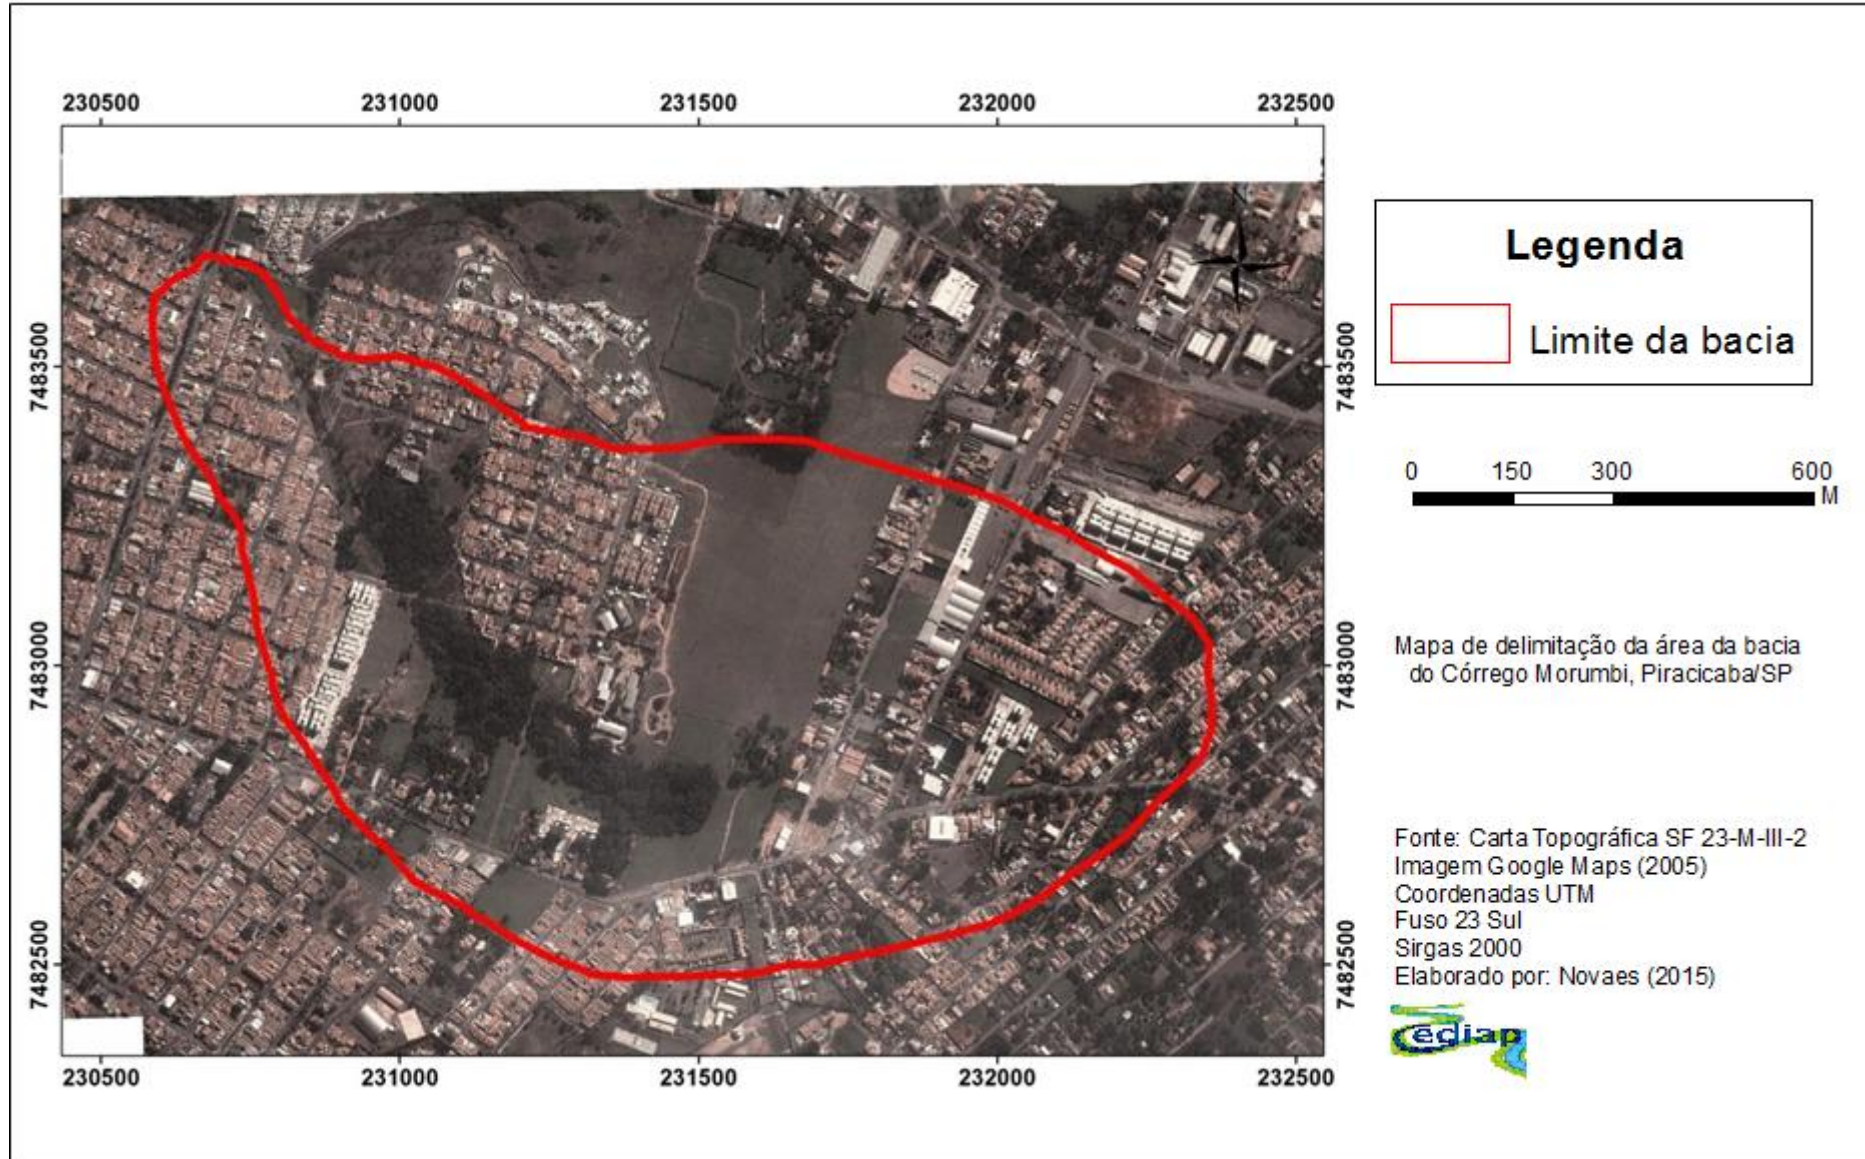 230500 231000 231500 232000 232500
7483500
7483000
7482500
7483500
7483000
7482500
230500 231000 231500 232000 232500
Legenda
Limite da bacia
0 150 300 600
M
Mapa de delimitação da área da bacia
do Córrego Morumbi, Piracicaba/SP
Fonte: Carta Topográfica SF 23-M-III-2
Imagem Google Maps (2005)
Coordenadas UTM
Fuso 23 Sul
Sirgas 2000
Elaborado por: Novaes (2015)
Cediap